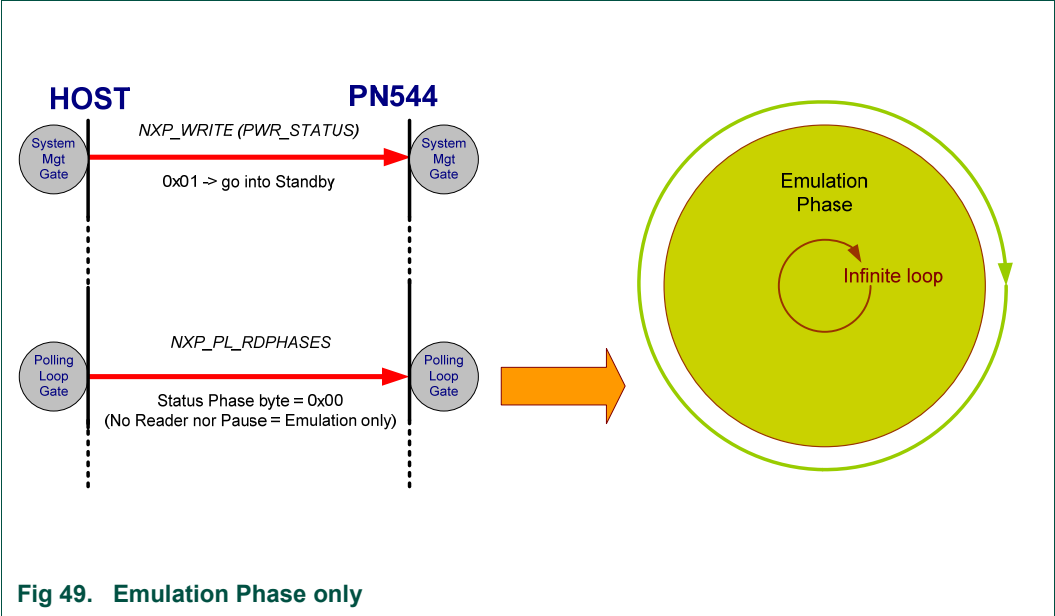 HOST
PN544
NXP_WRITE (PWR_STATUS)
System
Mgt
Gate
System
Mgt
Gate
0x01 -> go into Standby
Emulation
Phase
Infinite loop
NXP_PL_RDPHASES
Polling
Loop
Gate
Polling
Loop
Gate
Status Phase byte = 0x00
(No Reader nor Pause = Emulation only)
Fig 49. Emulation Phase only